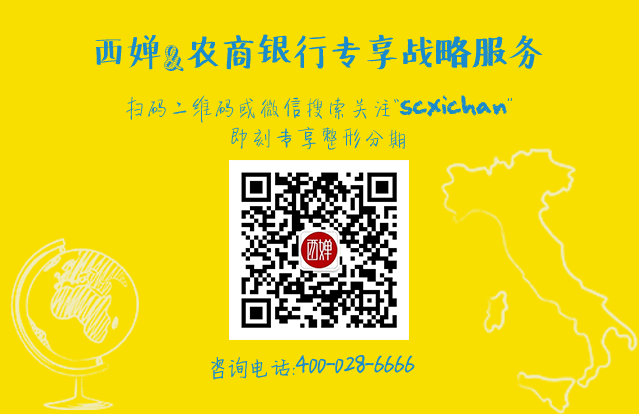 西婵&农商银行专享战略服务
扫码二维码或微信搜索关注"scxichan"
即刻专享整形分期
西婵
咨询电话:400-028-6666